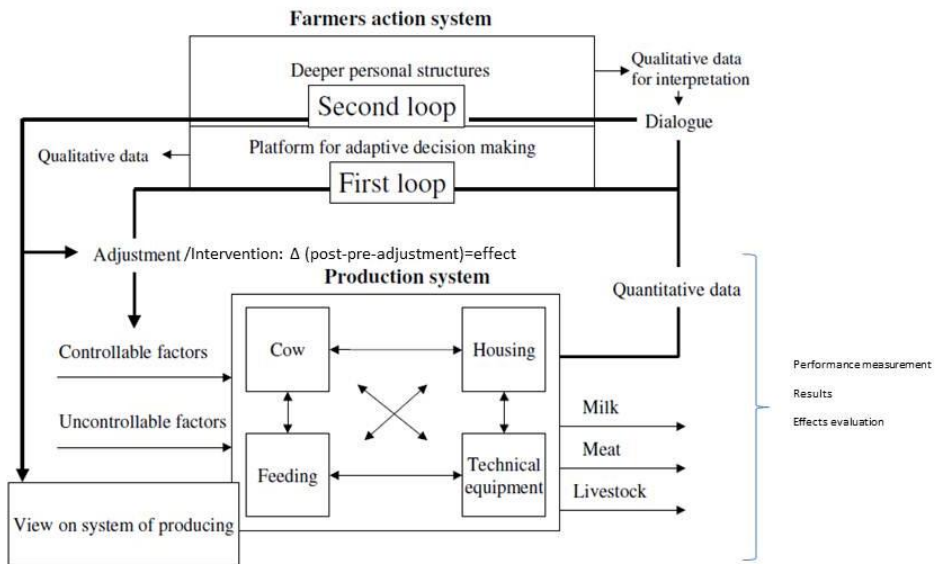 Farmers action system
Deeper personal structures
Qualitative data
for interpretation
Second loop
Dialogue
Platform for adaptive decision making
Qualitative data
First loop
Adjustment /Intervention: Δ (post-pre-adjustment)=effect
Production system
Quantitative data
Cow
Housing
Controllable factors
Performance measurement
Results
Effects evaluation
Uncontrollable factors
Milk
Feeding
Technical
equipment
Meat
Livestock
View on system of producing